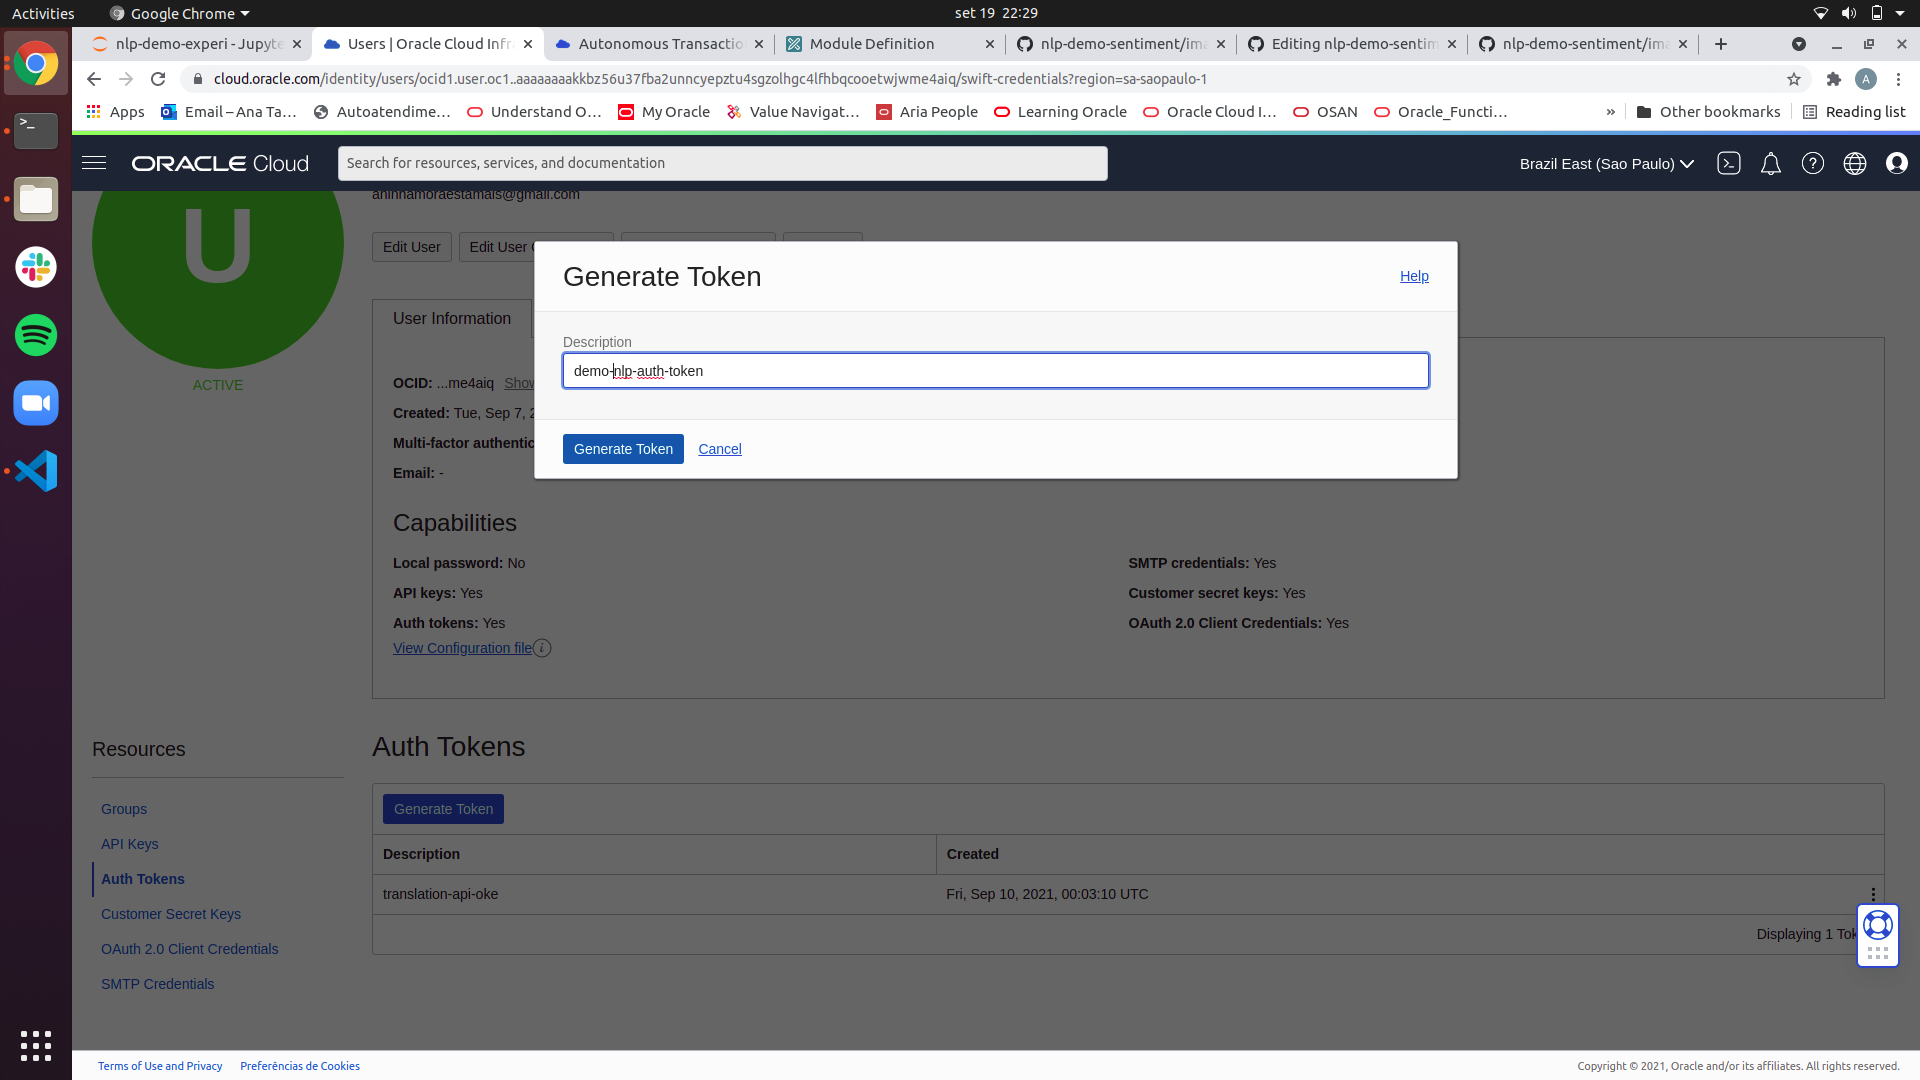 Activities
Google Chrome
set 19 22:29
nlp-demo-experi - Jupyte
Users | Oracle Cloud Infr
Autonomous Transactio
Module Definition
nlp-demo-sentiment/ima
Editing nlp-demo-sentim
nlp-demo-sentiment/ima
cloud.oracle.com/identity/users/ocid1.user.oc1..aaaaaaaakkbz56u37fba2unncyepztu4sgzolhgc4lfhbqcooetwjwme4aiq/swift-credentials?region=sa-saopaulo-1
A
Apps
Email – Ana Ta…
Autoatendime…
Understand O…
My Oracle
Value Navigat…
Aria People
Learning Oracle
Oracle Cloud I…
OSAN
Oracle_Functi…
»
Other bookmarks
Reading list
ORACLE Cloud
Search for resources, services, and documentation
Brazil East (Sao Paulo)
aninhamoraestamais@gmail.com
U
ACTIVE
Edit User
Edit User
Generate Token
Help
Description
demo-nlp-auth-token
Generate Token
Cancel
User Information
OCID: ...me4aiq Show
Created: Tue, Sep 7, 2
Multi-factor authentic
Email: -
Capabilities
Local password: No
SMTP credentials: Yes
API keys: Yes
Customer secret keys: Yes
Auth tokens: Yes
OAuth 2.0 Client Credentials: Yes
View Configuration file
Resources
Groups
API Keys
Auth Tokens
Customer Secret Keys
OAuth 2.0 Client Credentials
SMTP Credentials
Auth Tokens
Generate Token
Description
Created
translation-api-oke
Fri, Sep 10, 2021, 00:03:10 UTC
Displaying 1 Tok
Terms of Use and Privacy
Preferências de Cookies
Copyright © 2021, Oracle and/or its affiliates. All rights reserved.